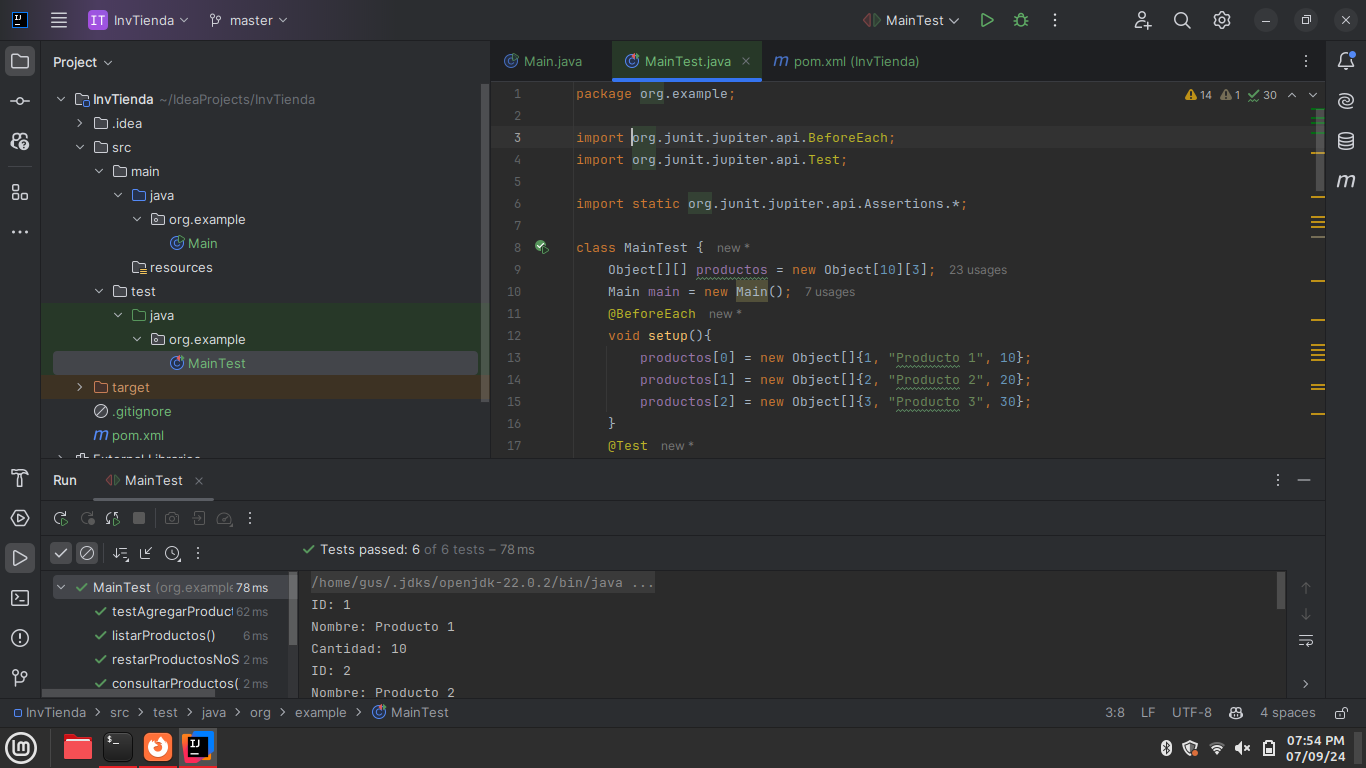 IT InvTienda master MainTest
Project
InvTienda ~/IdeaProjects/InvTienda
.idea
src
main
java
org.example
Main
resources
test
java
org.example
MainTest
target
.gitignore
m pom.xml
Main.java MainTest.java m pom.xml (InvTienda)
14 1 30
1 package org.example;
2
3 import org.junit.jupiter.api.BeforeEach;
4 import org.junit.jupiter.api.Test;
5
6 import static org.junit.jupiter.api.Assertions.*;
7
8 class MainTest { new *
9 Object[][] productos = new Object[10][3]; 23 usages
10 Main main = new Main(); 7 usages
11 @BeforeEach new *
12 void setup(){
13 productos[0] = new Object[]{1, "Producto 1", 10};
14 productos[1] = new Object[]{2, "Producto 2", 20};
15 productos[2] = new Object[]{3, "Producto 3", 30};
16 }
17 @Test new *
m
Run MainTest
Tests passed: 6 of 6 tests – 78 ms
MainTest (org.example 78 ms
testAgregarProduct 62 ms
listarProductos() 6 ms
restarProductosNoS 2 ms
consultarProductos( 2 ms
/home/gus/.jdks/openjdk-22.0.2/bin/java ...
ID: 1
Nombre: Producto 1
Cantidad: 10
ID: 2
Nombre: Producto 2
InvTienda > src > test > java > org > example > MainTest
3:8 LF UTF-8 4 spaces
07:54 PM
07/09/24